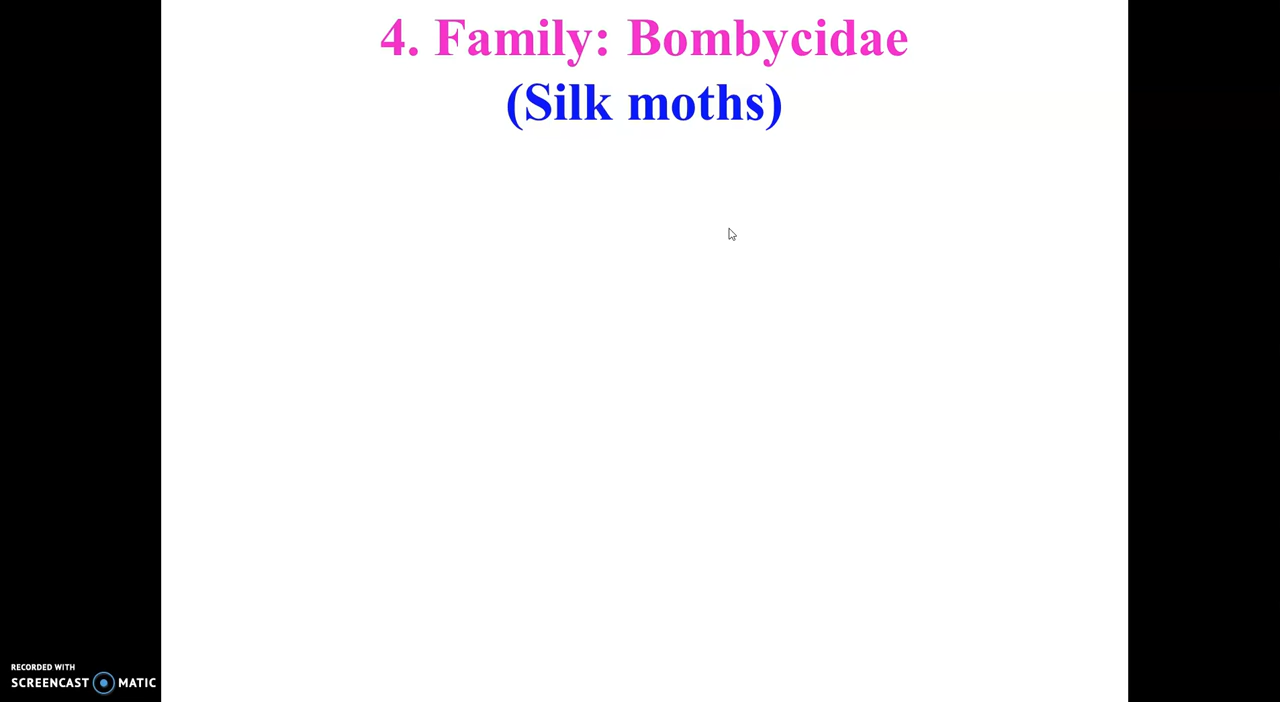 4. Family: Bombycidae
(Silk moths)
RECORDED WITH
SCREENCAST MATIC